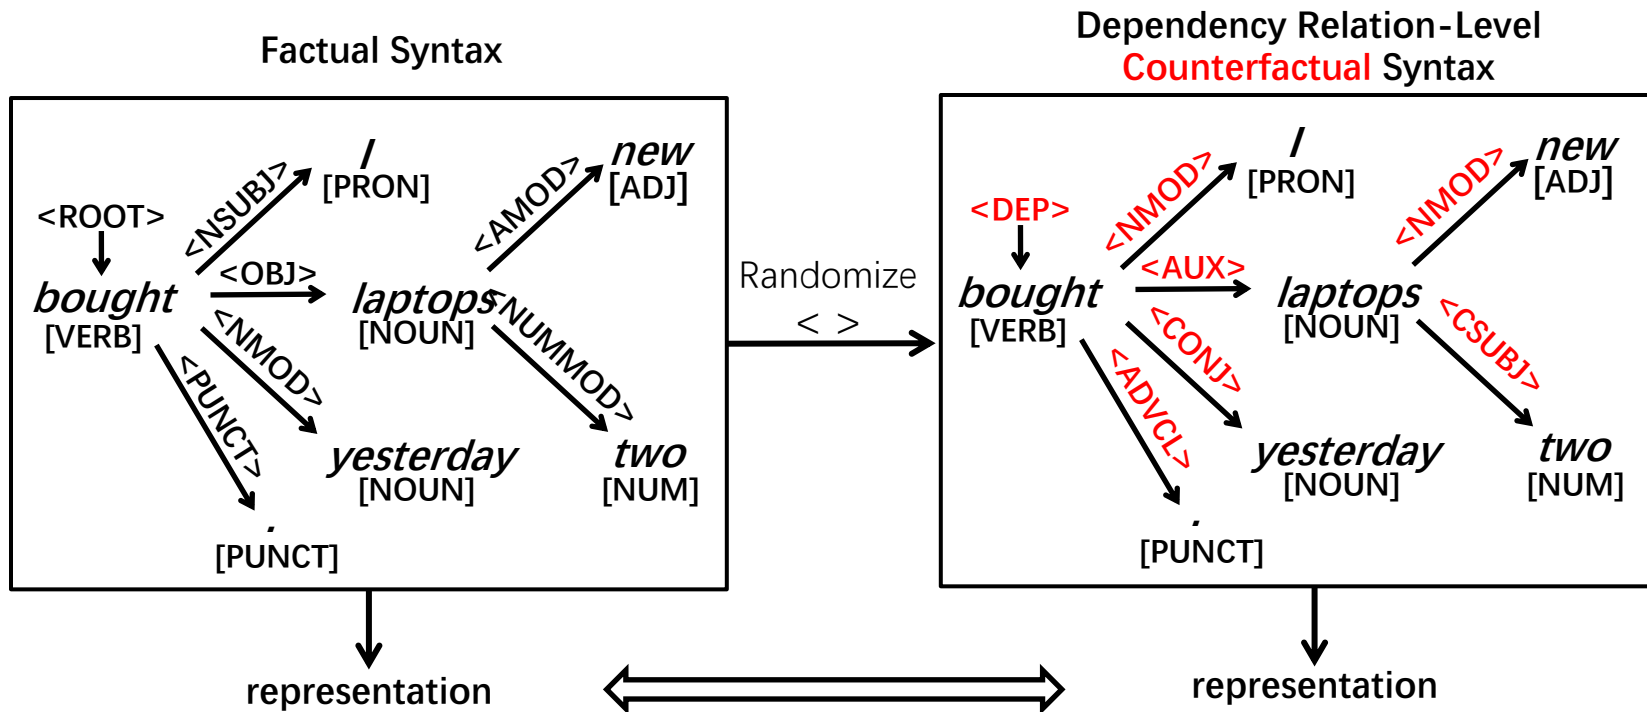 Factual Syntax
<ROOT>
bought
[VERB]
<NSUBJ>
I
[PRON]
<OBJ>
laptops
[NOUN]
<AMOD>
new
[ADJ]
<NUMMOD>
two
[NUM]
<NMOD>
yesterday
[NOUN]
<PUNCT>
.
[PUNCT]
representation
Randomize
< >
Dependency Relation-Level
Counterfactual Syntax
<DEP>
bought
[VERB]
<NMOD>
I
[PRON]
<AUX>
laptops
[NOUN]
<NMOD>
new
[ADJ]
<CSUBJ>
two
[NUM]
<CONJ>
yesterday
[NOUN]
<ADVCL>
.
[PUNCT]
representation